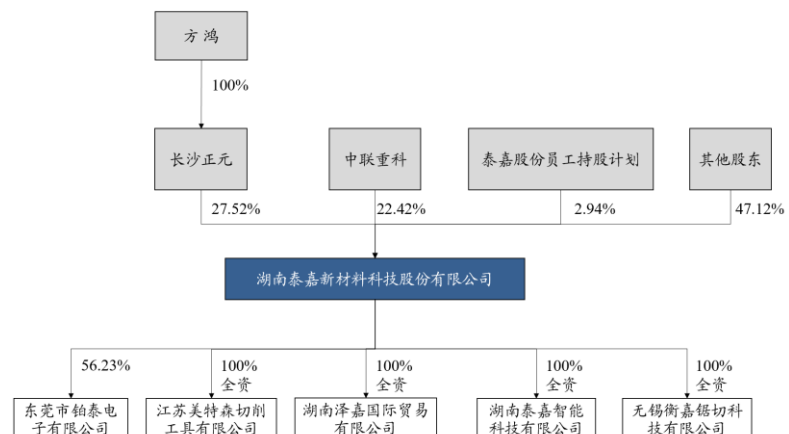 方 鸿
100%
长沙正元
中联重科
泰嘉股份员工持股计划
其他股东
27.52%
22.42%
2.94%
47.12%
湖南泰嘉新材料科技股份有限公司
56.23%
100%
全资
100%
全资
100%
全资
100%
全资
东莞市铂泰电
子有限公司
江苏美特森切削
工具有限公司
湖南泽嘉国际贸易
有限公司
湖南泰嘉智能
科技有限公司
无锡衡嘉锯切科
技有限公司